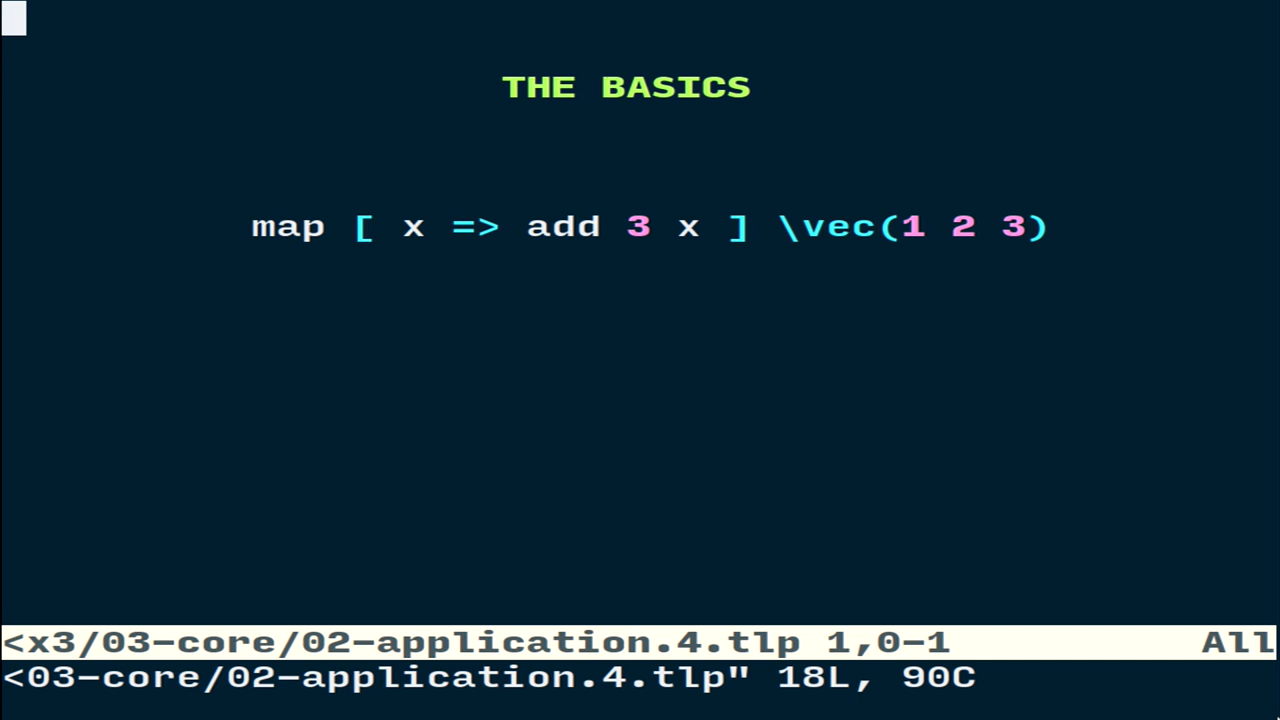 THE BASICS
map [ x => add 3 x ] \vec(1 2 3)
<x3/03-core/02-application.4.tlp 1,0-1 All
<03-core/02-application.4.tlp" 18L, 90C